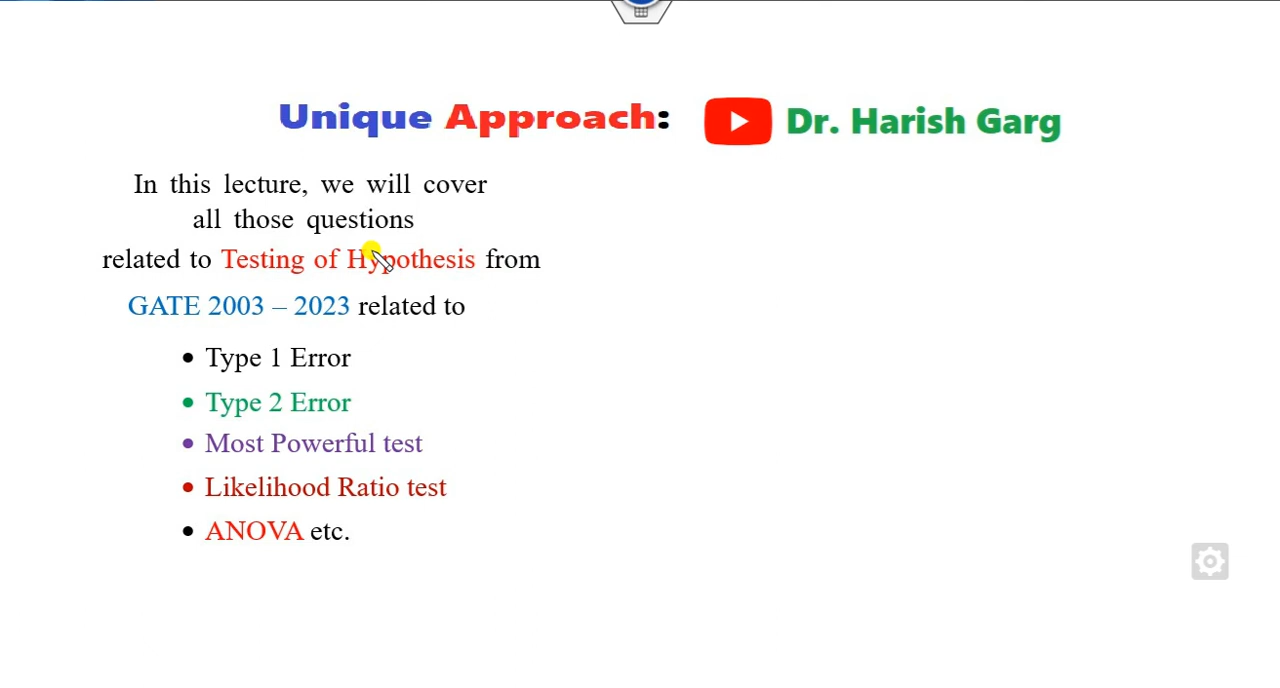 Unique Approach: Dr. Harish Garg
In this lecture, we will cover
all those questions
related to Testing of Hypothesis from
GATE 2003 – 2023 related to
• Type 1 Error
• Type 2 Error
• Most Powerful test
• Likelihood Ratio test
• ANOVA etc.